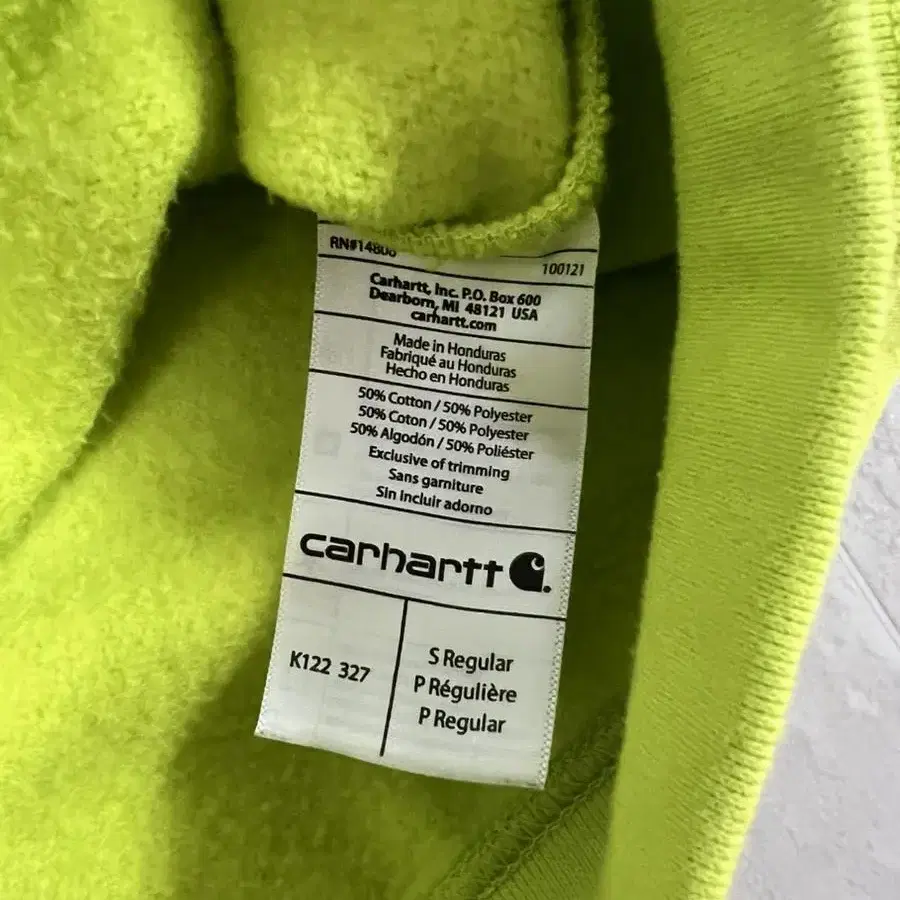 RN#14806
100121
Carhartt, Inc. P.O. Box 600
Dearborn, MI 48121 USA
carhartt.com
Made in Honduras
Fabriqué au Honduras
Hecho en Honduras
50% Cotton / 50% Polyester
50% Coton / 50% Polyester
50% Algodón / 50% Poliéster
Exclusive of trimming
Sans garniture
Sin incluir adorno
carhartt
K122 327
S Regular
P Régulière
P Regular